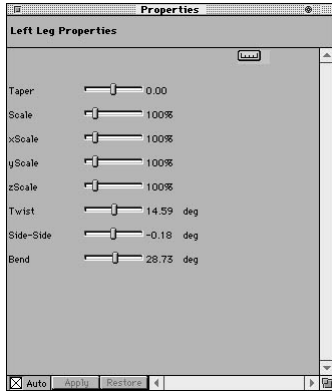 Properties
Left Leg Properties
Taper 0.00
Scale 100%
xScale 100%
yScale 100%
zScale 100%
Twist 14.59 deg
Side-Side -0.18 deg
Bend 28.73 deg
Auto Apply Restore